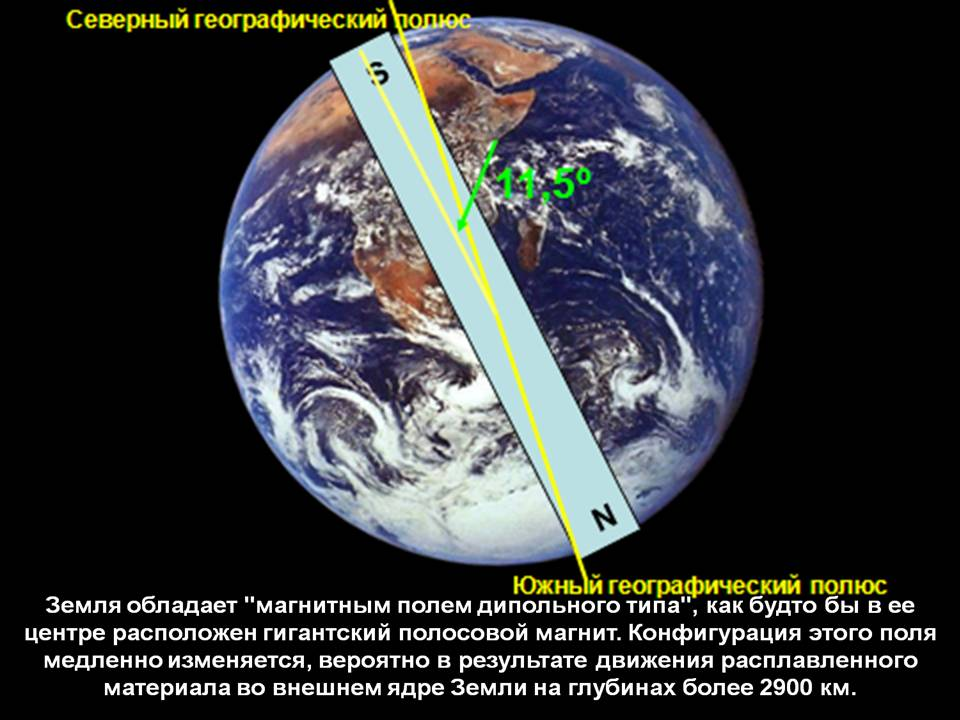 Северный географический полюс
S
11,5º
N
Южный географический полюс
Земля обладает "магнитным полем дипольного типа", как будто бы в ее
центре расположен гигантский полосовой магнит. Конфигурация этого поля
медленно изменяется, вероятно в результате движения расплавленного
материала во внешнем ядре Земли на глубинах более 2900 км.